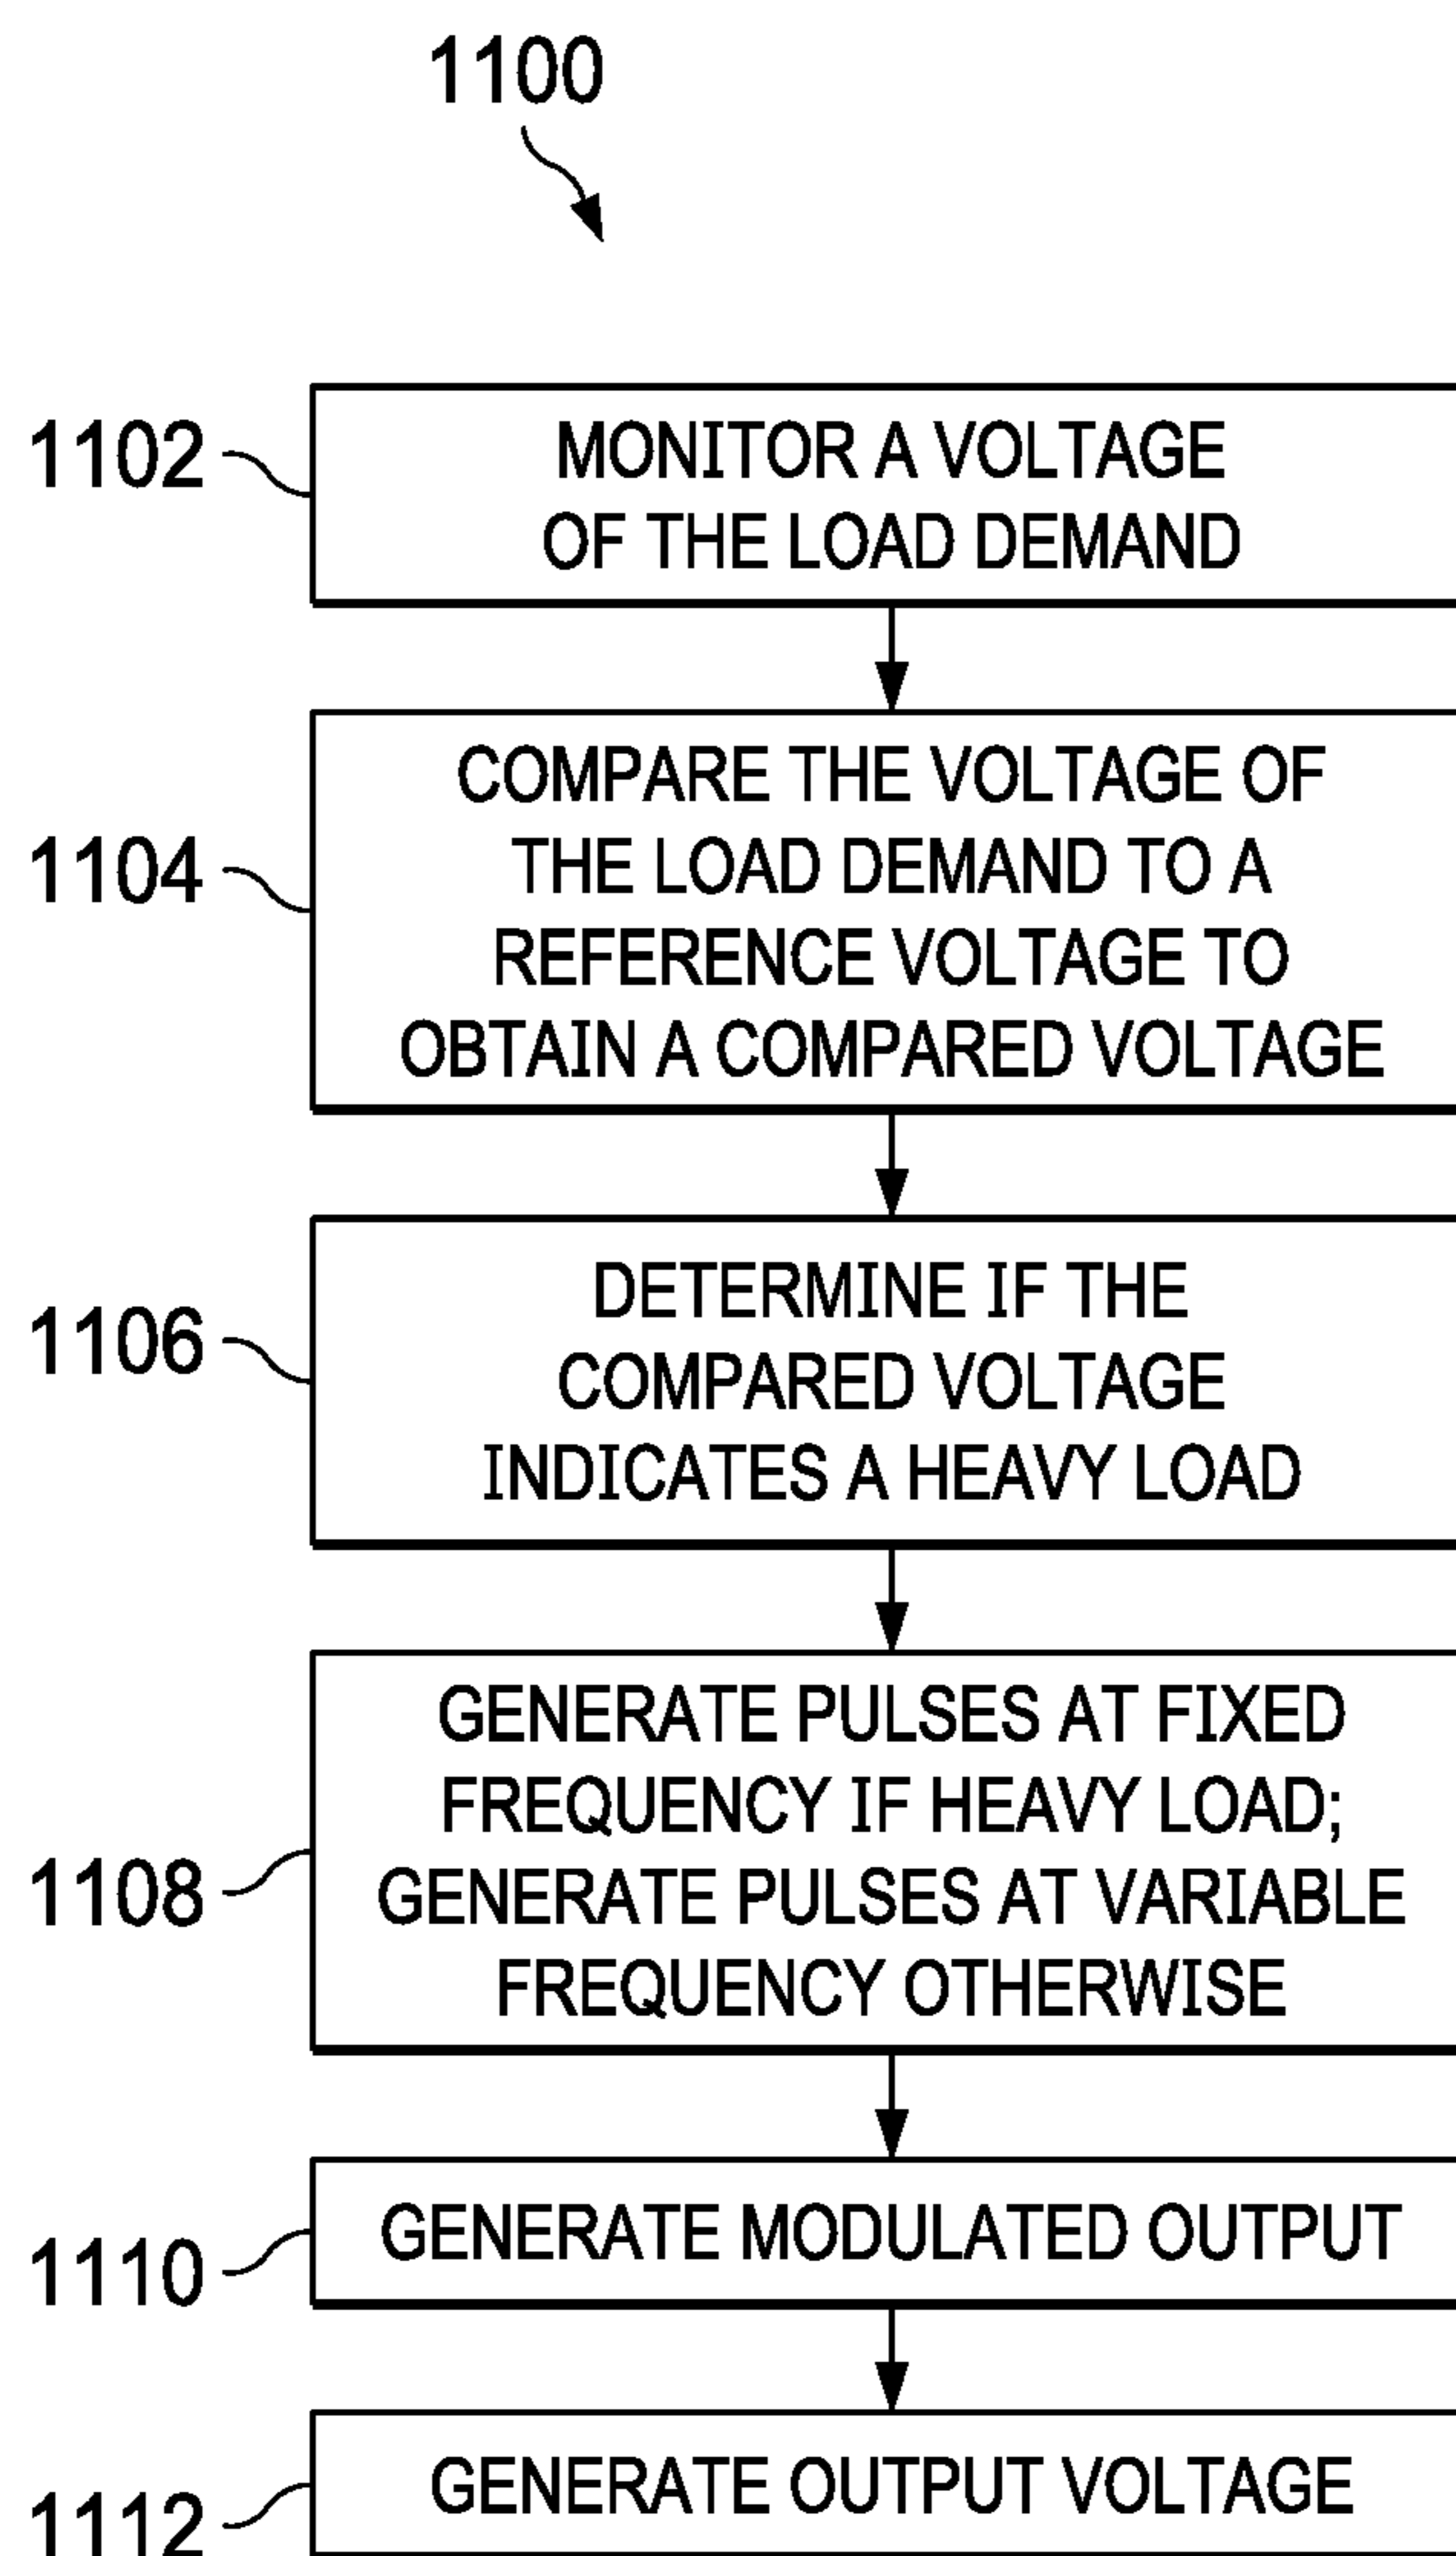 1100
1102
MONITOR A VOLTAGE
OF THE LOAD DEMAND
1104
COMPARE THE VOLTAGE OF
THE LOAD DEMAND TO A
REFERENCE VOLTAGE TO
OBTAIN A COMPARED VOLTAGE
1106
DETERMINE IF THE
COMPARED VOLTAGE
INDICATES A HEAVY LOAD
1108
GENERATE PULSES AT FIXED
FREQUENCY IF HEAVY LOAD;
GENERATE PULSES AT VARIABLE
FREQUENCY OTHERWISE
1110
GENERATE MODULATED OUTPUT
1112
GENERATE OUTPUT VOLTAGE